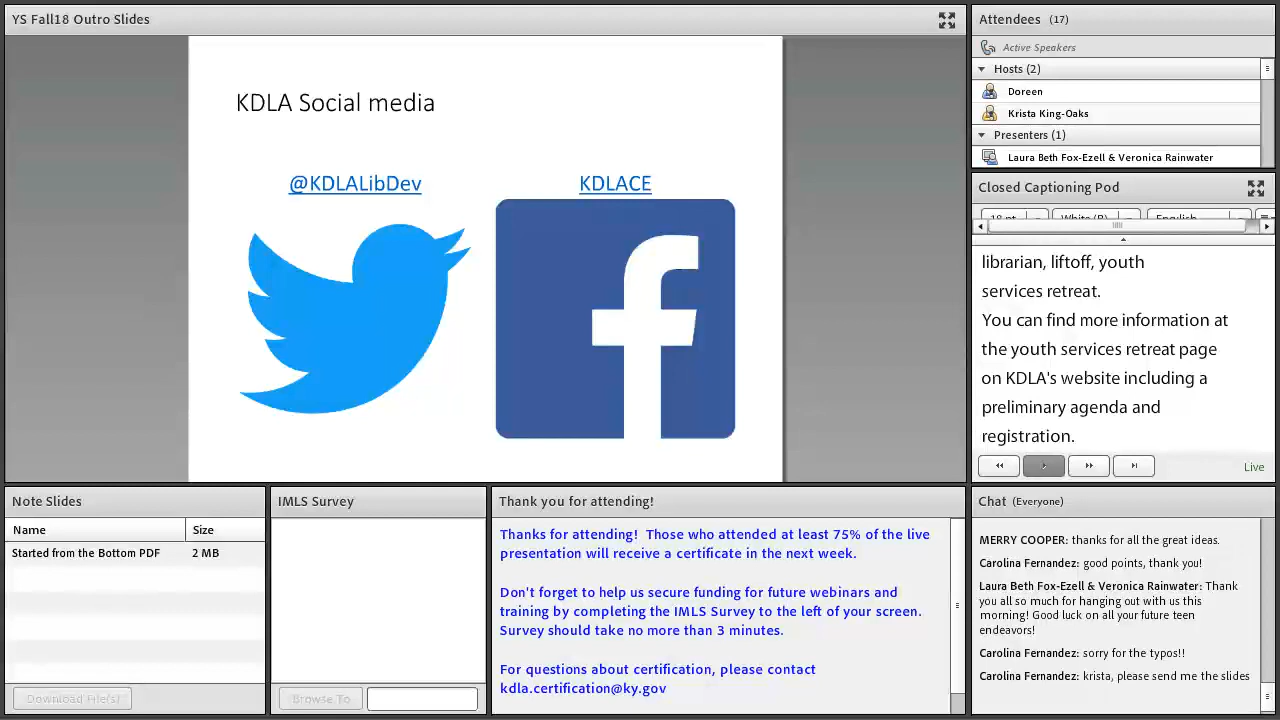 YS Fall18 Outro Slides
KDLA Social media
@KDLALibDev
KDLACE
Attendees (17)
Active Speakers
Hosts (2)
Doreen
Krista King-Oaks
Presenters (1)
Laura Beth Fox-Ezell & Veronica Rainwater
Closed Captioning Pod
18 pt White (B) English
librarian, liftoff, youth
services retreat.
You can find more information at
the youth services retreat page
on KDLA's website including a
preliminary agenda and
registration.
Live
Note Slides
Name Size
Started from the Bottom PDF 2 MB
Download File(s)
IMLS Survey
Browse To
Thank you for attending!
Thanks for attending! Those who attended at least 75% of the live
presentation will receive a certificate in the next week.
Don't forget to help us secure funding for future webinars and
training by completing the IMLS Survey to the left of your screen.
Survey should take no more than 3 minutes.
For questions about certification, please contact
kdla.certification@ky.gov
Chat (Everyone)
MERRY COOPER: thanks for all the great ideas.
Carolina Fernandez: good points, thank you!
Laura Beth Fox-Ezell & Veronica Rainwater: Thank
you all so much for hanging out with us this
morning! Good luck on all your future teen
endeavors!
Carolina Fernandez: sorry for the typos!!
Carolina Fernandez: krista, please send me the slides